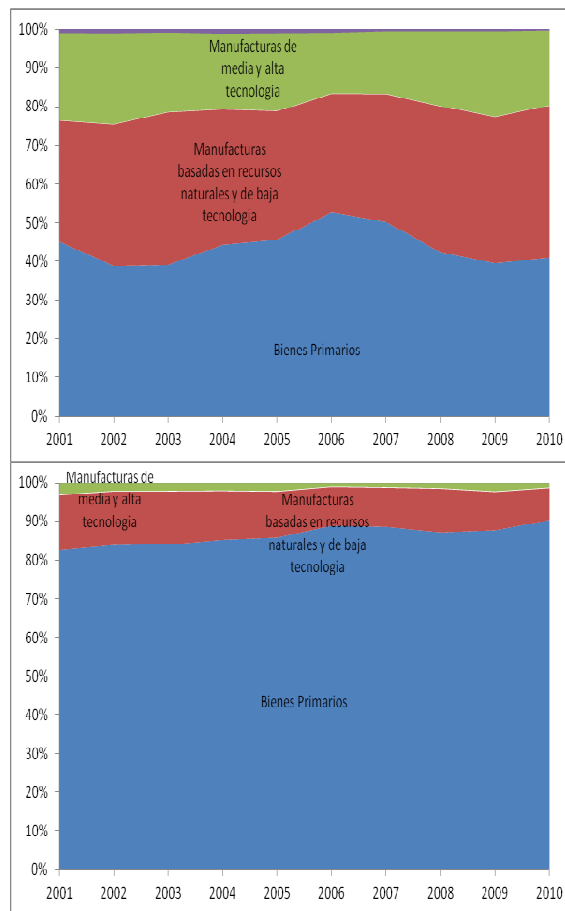 100%
90%
80%
70%
60%
50%
40%
30%
20%
10%
0%
Manufacturas de
media y alta
tecnologia
Manufacturas
basadas en recursos
naturales y de baja
tecnologia
Bienes Primarios
2001 2002 2003 2004 2005 2006 2007 2008 2009 2010
100%
90%
80%
70%
60%
50%
40%
30%
20%
10%
0%
Manufacturas de
media y alta
tecnologia
Manufacturas
basadas en recursos
naturales y de baja
tecnologia
Bienes Primarios
2001 2002 2003 2004 2005 2006 2007 2008 2009 2010